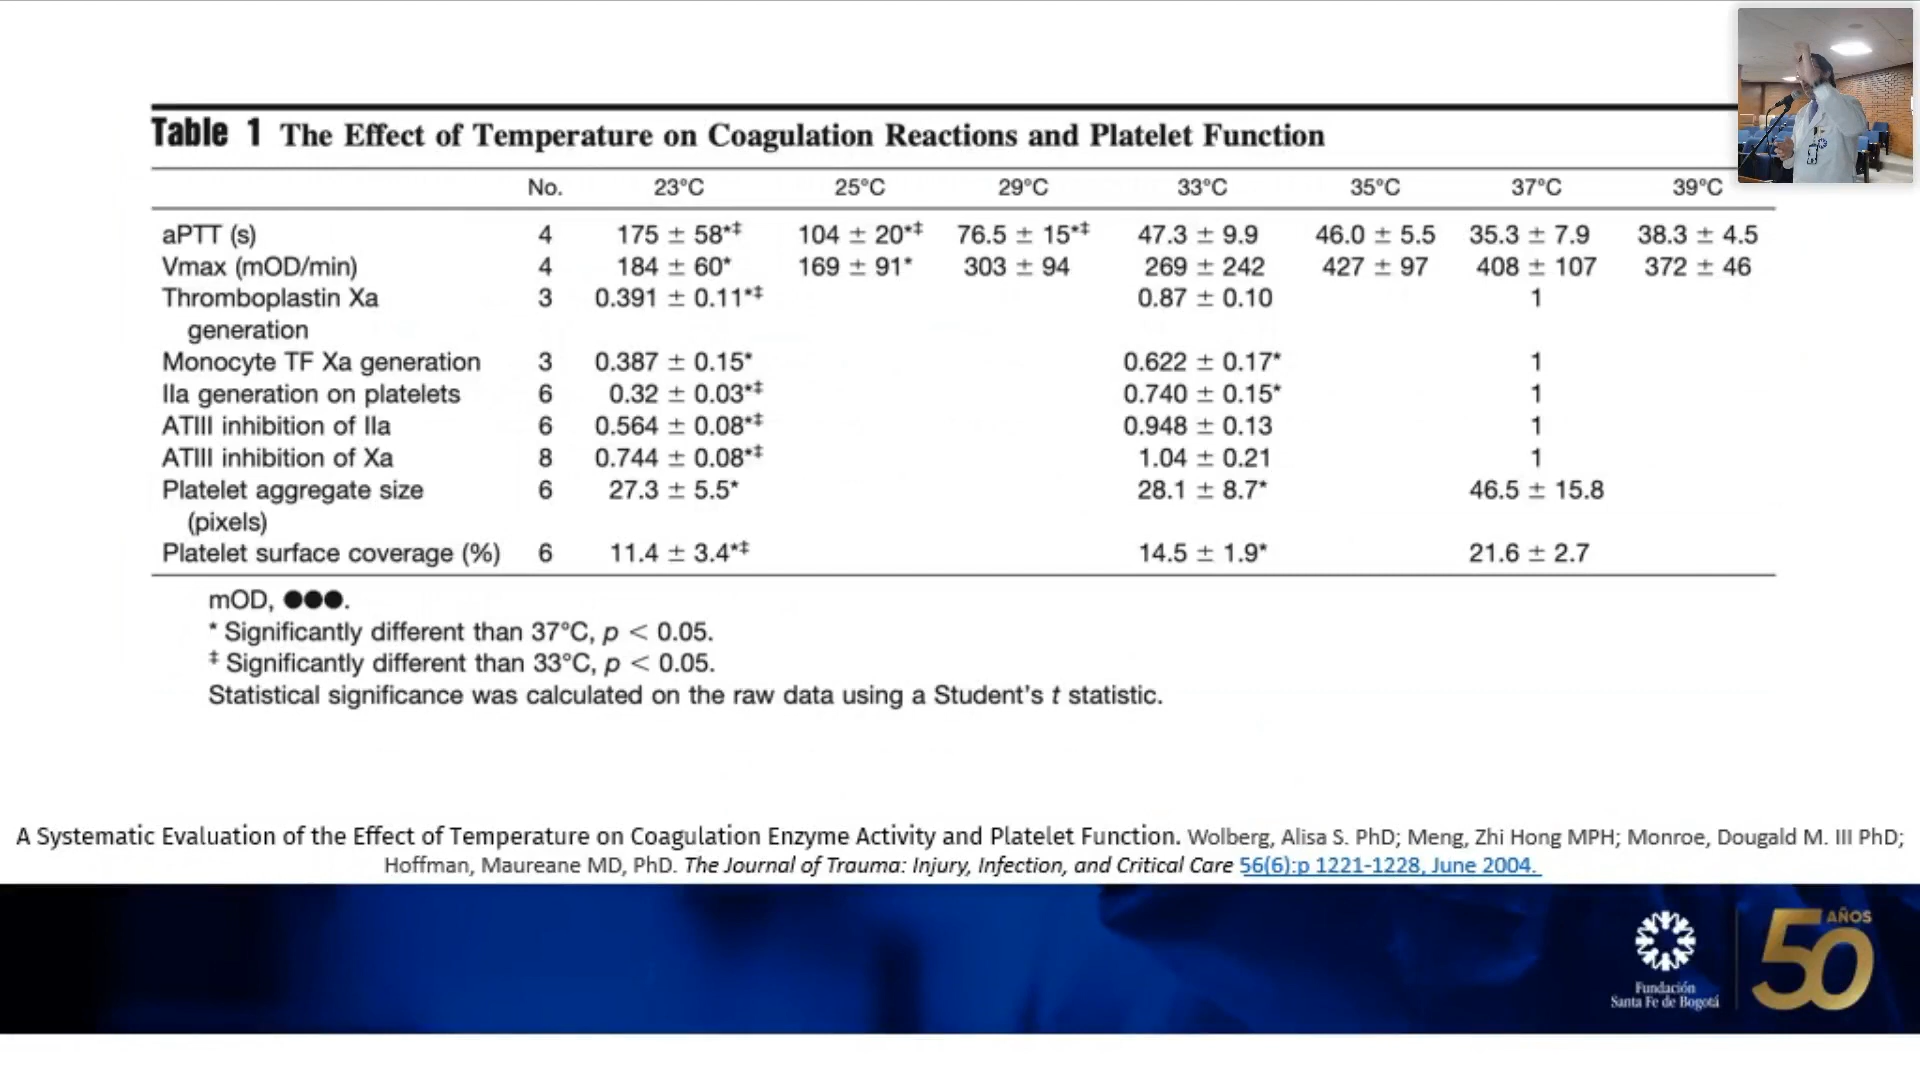 Table 1 The Effect of Temperature on Coagulation Reactions and Platelet Function
No. 23°C 25°C 29°C 33°C 35°C 37°C 39°C
aPTT (s) 4 175 ± 58*‡ 104 ± 20*‡ 76.5 ± 15*‡ 47.3 ± 9.9 46.0 ± 5.5 35.3 ± 7.9 38.3 ± 4.5
Vmax (mOD/min) 4 184 ± 60* 169 ± 91* 303 ± 94 269 ± 242 427 ± 97 408 ± 107 372 ± 46
Thromboplastin Xa 3 0.391 ± 0.11*‡ 0.87 ± 0.10 1
generation
Monocyte TF Xa generation 3 0.387 ± 0.15* 0.622 ± 0.17* 1
IIa generation on platelets 6 0.32 ± 0.03*‡ 0.740 ± 0.15* 1
ATIII inhibition of IIa 6 0.564 ± 0.08*‡ 0.948 ± 0.13 1
ATIII inhibition of Xa 8 0.744 ± 0.08*‡ 1.04 ± 0.21 1
Platelet aggregate size 6 27.3 ± 5.5* 28.1 ± 8.7* 46.5 ± 15.8
(pixels)
Platelet surface coverage (%) 6 11.4 ± 3.4*‡ 14.5 ± 1.9* 21.6 ± 2.7
mOD, ●●●.
* Significantly different than 37°C, p < 0.05.
‡ Significantly different than 33°C, p < 0.05.
Statistical significance was calculated on the raw data using a Student's t statistic.
A Systematic Evaluation of the Effect of Temperature on Coagulation Enzyme Activity and Platelet Function. Wolberg, Alisa S. PhD; Meng, Zhi Hong MPH; Monroe, Dougald M. III PhD;
Hoffman, Maureane MD, PhD. The Journal of Trauma: Injury, Infection, and Critical Care 56(6):p 1221-1228, June 2004.
Fundación
Santa Fe de Bogotá
50 AÑOS